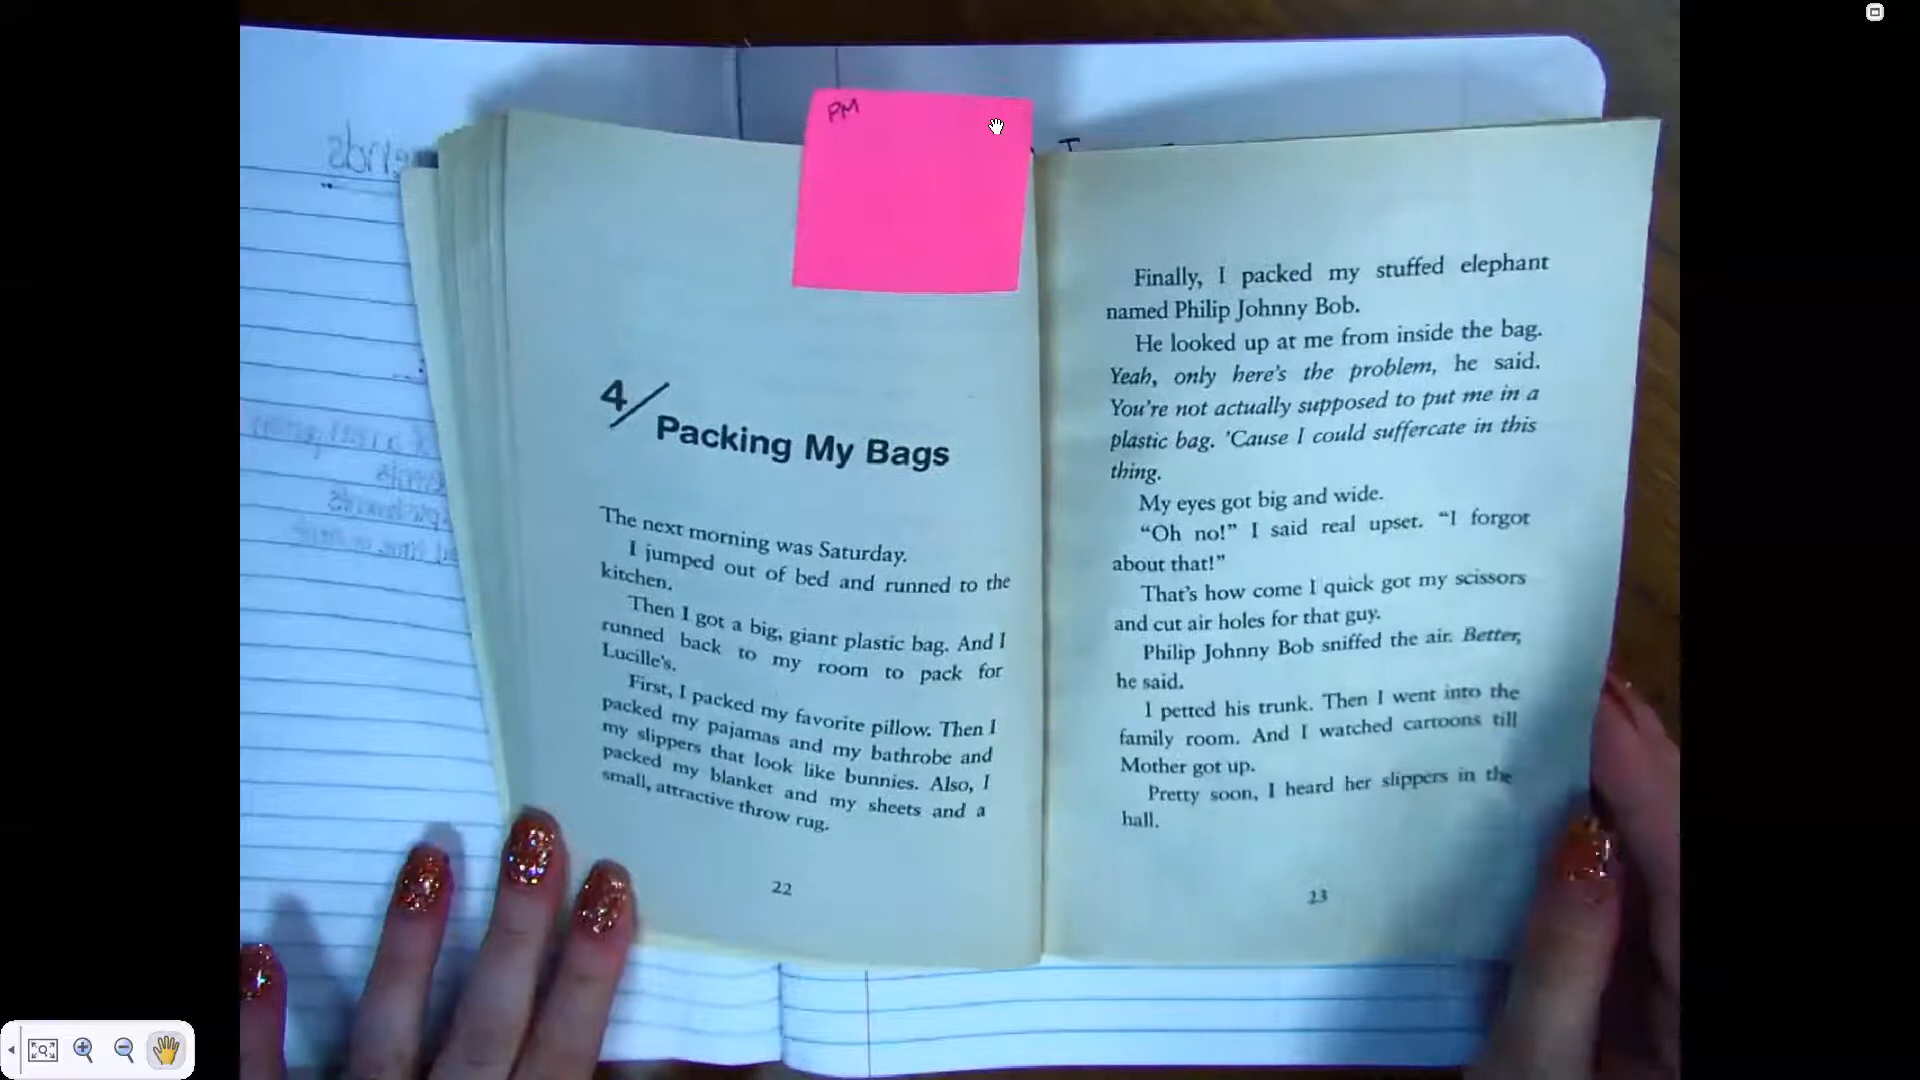 PM
4/
Packing My Bags
The next morning was Saturday.
I jumped out of bed and runned to the
kitchen.
Then I got a big, giant plastic bag. And I
runned back to my room to pack for
Lucille's.
First, I packed my favorite pillow. Then I
packed my pajamas and my bathrobe and
my slippers that look like bunnies. Also, I
packed my blanket and my sheets and a
small, attractive throw rug.
22
Finally, I packed my stuffed elephant
named Philip Johnny Bob.
He looked up at me from inside the bag.
Yeah, only here's the problem, he said.
You're not actually supposed to put me in a
plastic bag. 'Cause I could suffercate in this
thing.
My eyes got big and wide.
"Oh no!" I said real upset. "I forgot
about that!"
That's how come I quick got my scissors
and cut air holes for that guy.
Philip Johnny Bob sniffed the air. Better,
he said.
I petted his trunk. Then I went into the
family room. And I watched cartoons till
Mother got up.
Pretty soon, I heard her slippers in the
hall.
23